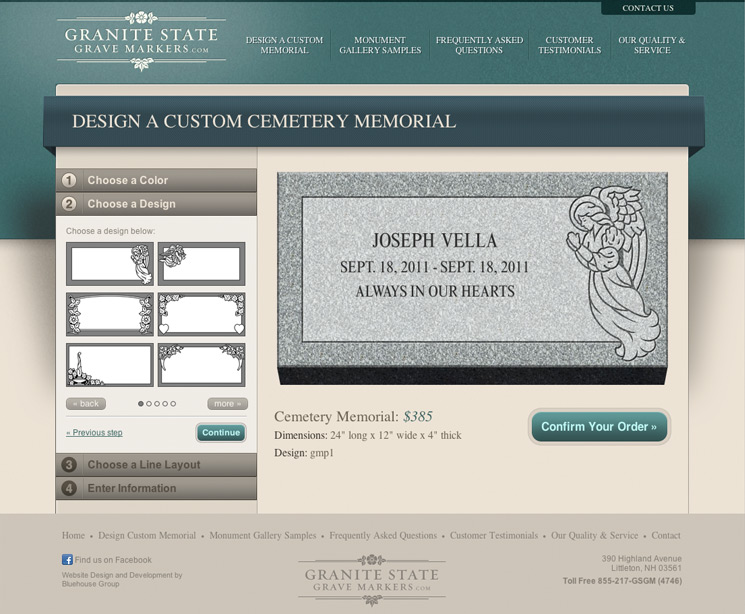 CONTACT US
GRANITE STATE
GRAVE MARKERS.COM
DESIGN A CUSTOM
MEMORIAL
MONUMENT
GALLERY SAMPLES
FREQUENTLY ASKED
QUESTIONS
CUSTOMER
TESTIMONIALS
OUR QUALITY &
SERVICE
DESIGN A CUSTOM CEMETERY MEMORIAL
1 Choose a Color
2 Choose a Design
Choose a design below:
« back
more »
« Previous step
Continue
3 Choose a Line Layout
4 Enter Information
JOSEPH VELLA
SEPT. 18, 2011 - SEPT. 18, 2011
ALWAYS IN OUR HEARTS
Cemetery Memorial: $385
Dimensions: 24" long x 12" wide x 4" thick
Design: gmp1
Confirm Your Order »
Home • Design Custom Memorial • Monument Gallery Samples • Frequently Asked Questions • Customer Testimonials • Our Quality & Service • Contact
f Find us on Facebook
Website Design and Development by
Bluehouse Group
GRANITE STATE
GRAVE MARKERS.COM
390 Highland Avenue
Littleton, NH 03561
Toll Free 855-217-GSGM (4746)